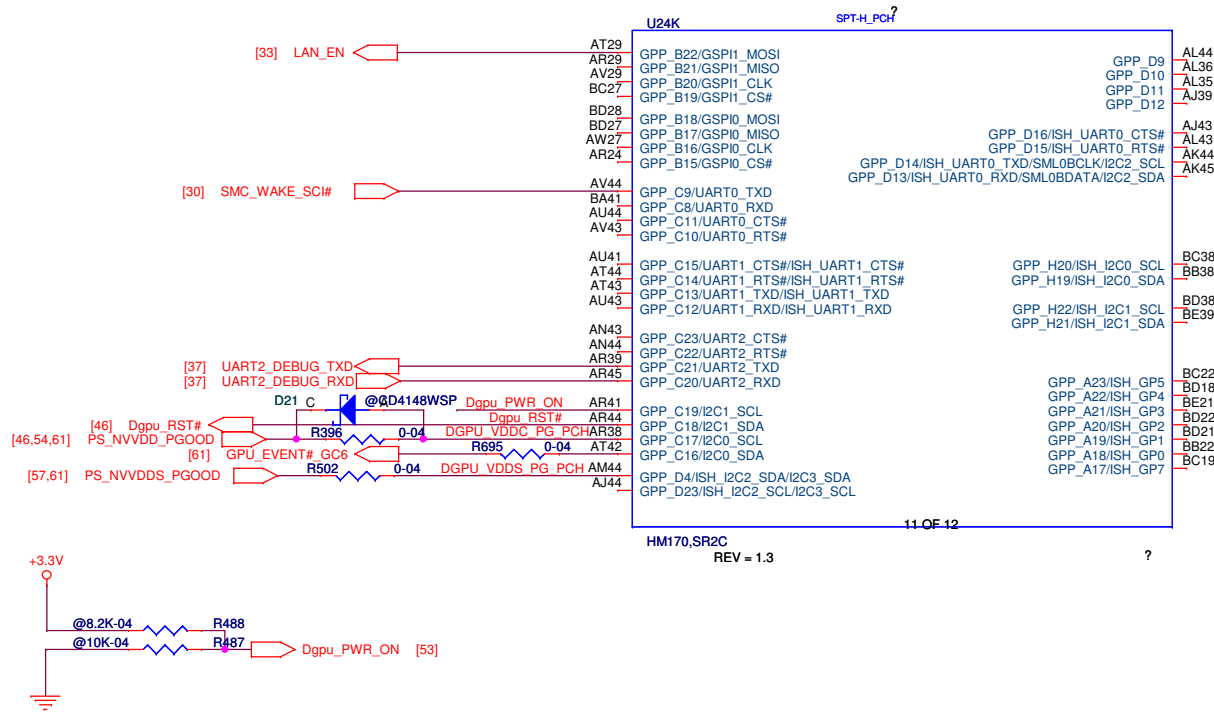 ?
SPT-H_PCH
U24K
[33] LAN_EN
AT29 GPP_B22/GSPI1_MOSI
AR29 GPP_B21/GSPI1_MISO
AV29 GPP_B20/GSPI1_CLK
BC27 GPP_B19/GSPI1_CS#
BD28 GPP_B18/GSPI0_MOSI
BD27 GPP_B17/GSPI0_MISO
AW27 GPP_B16/GSPI0_CLK
AR24 GPP_B15/GSPI0_CS#
[30] SMC_WAKE_SCI#
AV44 GPP_C9/UART0_TXD
BA41 GPP_C8/UART0_RXD
AU44 GPP_C11/UART0_CTS#
AV43 GPP_C10/UART0_RTS#
AU41 GPP_C15/UART1_CTS#/ISH_UART1_CTS#
AT44 GPP_C14/UART1_RTS#/ISH_UART1_RTS#
AT43 GPP_C13/UART1_TXD/ISH_UART1_TXD
AU43 GPP_C12/UART1_RXD/ISH_UART1_RXD
AN43 GPP_C23/UART2_CTS#
AN44 GPP_C22/UART2_RTS#
[37] UART2_DEBUG_TXD AR39 GPP_C21/UART2_TXD
[37] UART2_DEBUG_RXD AR45 GPP_C20/UART2_RXD
D21 C @CD4148WSP A
Dgpu_PWR_ON AR41 GPP_C19/I2C1_SCL
[46] Dgpu_RST# Dgpu_RST# AR44 GPP_C18/I2C1_SDA
[46,54,61] PS_NVVDD_PGOOD R396 0-04 DGPU_VDDC_PG_PCH AR38 GPP_C17/I2C0_SCL
[61] GPU_EVENT#_GC6 R695 0-04 AT42 GPP_C16/I2C0_SDA
[57,61] PS_NVVDDS_PGOOD R502 0-04 DGPU_VDDS_PG_PCH AM44 GPP_D4/ISH_I2C2_SDA/I2C3_SDA
AJ44 GPP_D23/ISH_I2C2_SCL/I2C3_SCL
GPP_D9 AL44
GPP_D10 AL36
GPP_D11 AL35
GPP_D12 AJ39
GPP_D16/ISH_UART0_CTS# AJ43
GPP_D15/ISH_UART0_RTS# AL43
GPP_D14/ISH_UART0_TXD/SML0BCLK/I2C2_SCL AK44
GPP_D13/ISH_UART0_RXD/SML0BDATA/I2C2_SDA AK45
GPP_H20/ISH_I2C0_SCL BC38
GPP_H19/ISH_I2C0_SDA BB38
GPP_H22/ISH_I2C1_SCL BD38
GPP_H21/ISH_I2C1_SDA BE39
GPP_A23/ISH_GP5 BC22
GPP_A22/ISH_GP4 BD18
GPP_A21/ISH_GP3 BE21
GPP_A20/ISH_GP2 BD22
GPP_A19/ISH_GP1 BD21
GPP_A18/ISH_GP0 BB22
GPP_A17/ISH_GP7 BC19
11 OF 12
HM170,SR2C
REV = 1.3
?
+3.3V
@8.2K-04 R488
@10K-04 R487
Dgpu_PWR_ON [53]